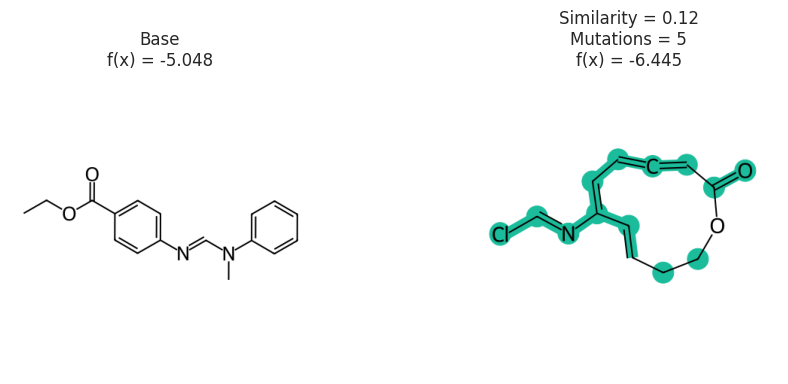 Base
f(x) = -5.048
Similarity = 0.12
Mutations = 5
f(x) = -6.445
O
O
N
N
Cl
N
C
O
O